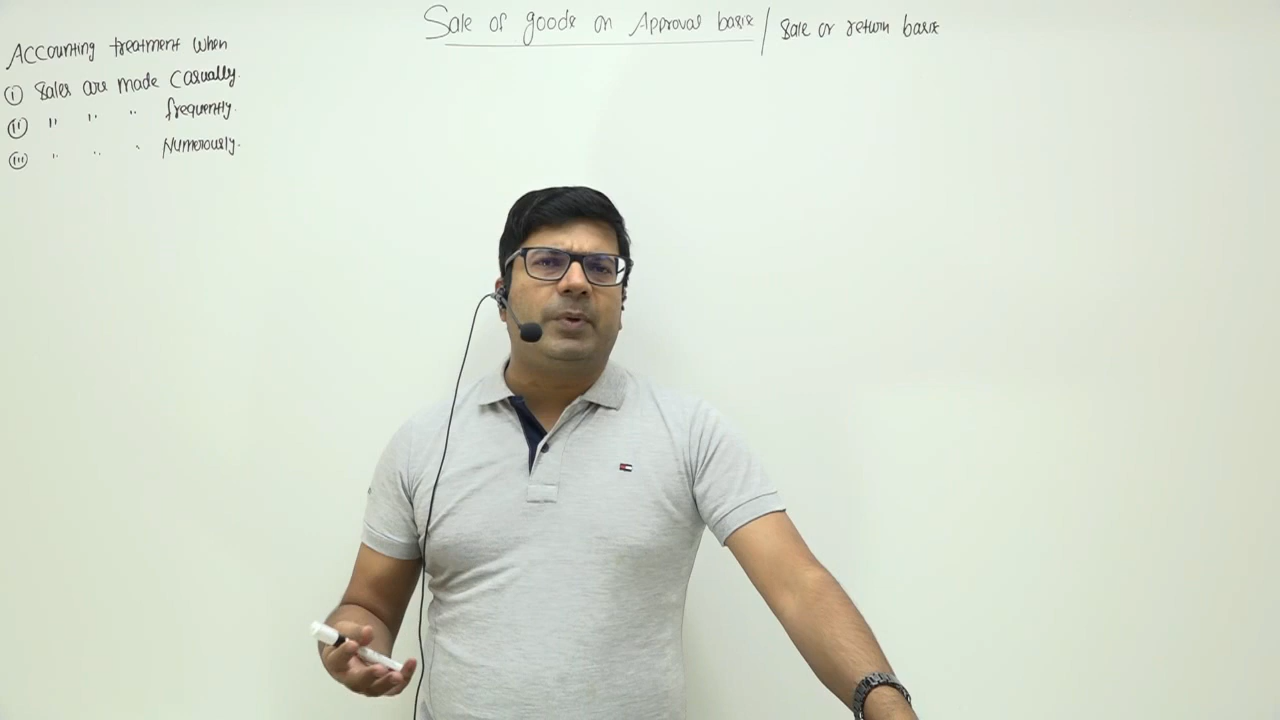 Sale of goods on Approval basis / Sale or return basis
Accounting treatment when
(i) Sales are made Casually.
(ii) " " " frequently.
(iii) " " " Numerously.